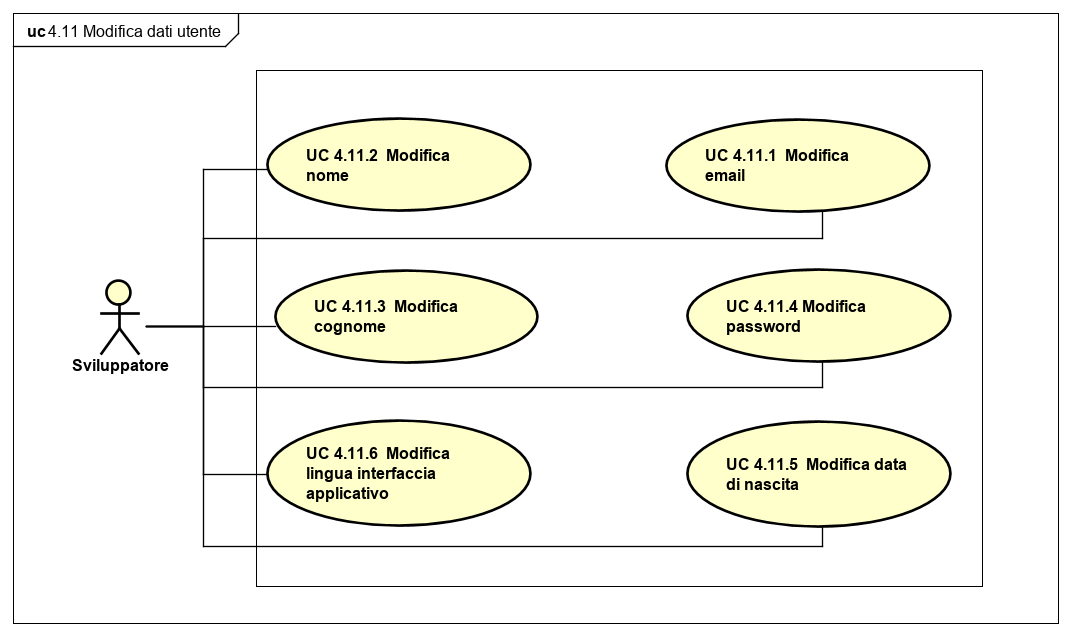 uc 4.11 Modifica dati utente
UC 4.11.2 Modifica
nome
UC 4.11.1 Modifica
email
UC 4.11.3 Modifica
cognome
UC 4.11.4 Modifica
password
Sviluppatore
UC 4.11.6 Modifica
lingua interfaccia
applicativo
UC 4.11.5 Modifica data
di nascita